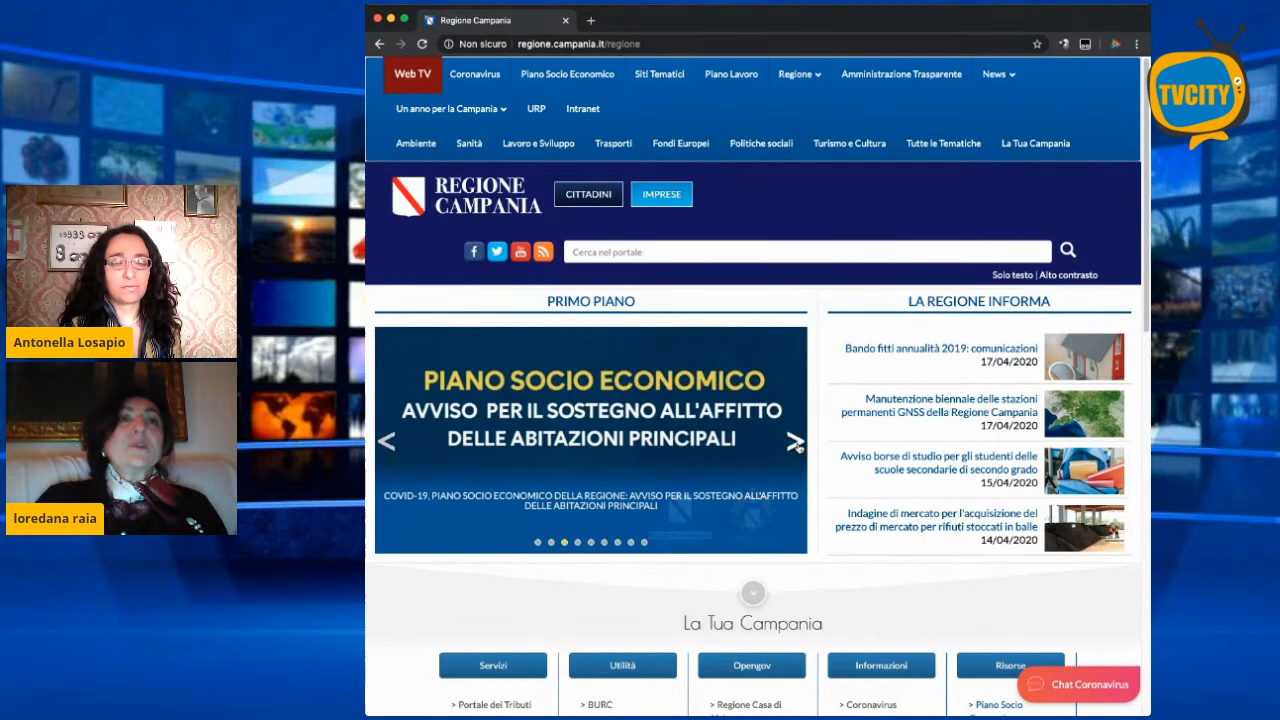 Regione Campania
Non sicuro regione.campania.it/regione
Web TV Coronavirus Piano Socio Economico Siti Tematici Piano Lavoro Regione Amministrazione Trasparente News
Un anno per la Campania URP Intranet
Ambiente Sanità Lavoro e Sviluppo Trasporti Fondi Europei Politiche sociali Turismo e Cultura Tutte le Tematiche La Tua Campania
TVCITY
REGIONE
CAMPANIA
CITTADINI IMPRESE
Cerca nel portale
Solo testo | Alto contrasto
PRIMO PIANO
PIANO SOCIO ECONOMICO
AVVISO PER IL SOSTEGNO ALL'AFFITTO
DELLE ABITAZIONI PRINCIPALI
COVID-19, PIANO SOCIO ECONOMICO DELLA REGIONE: AVVISO PER IL SOSTEGNO ALL'AFFITTO
DELLE ABITAZIONI PRINCIPALI
LA REGIONE INFORMA
Bando fitti annualità 2019: comunicazioni
17/04/2020
Manutenzione biennale delle stazioni
permanenti GNSS della Regione Campania
17/04/2020
Avviso borse di studio per gli studenti delle
scuole secondarie di secondo grado
15/04/2020
Indagine di mercato per l'acquisizione del
prezzo di mercato per rifiuti stoccati in balle
14/04/2020
Antonella Losapio
loredana raia
La Tua Campania
Servizi Utilità Opengov Informazioni Risorse
> Portale dei Tributi > BURC > Regione Casa di > Coronavirus > Piano Socio
Chat Coronavirus